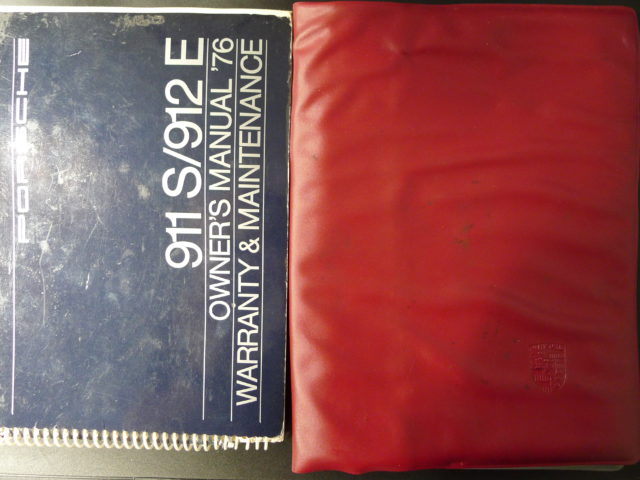 PORSCHE
911 S/912 E
OWNER'S MANUAL '76
WARRANTY & MAINTENANCE